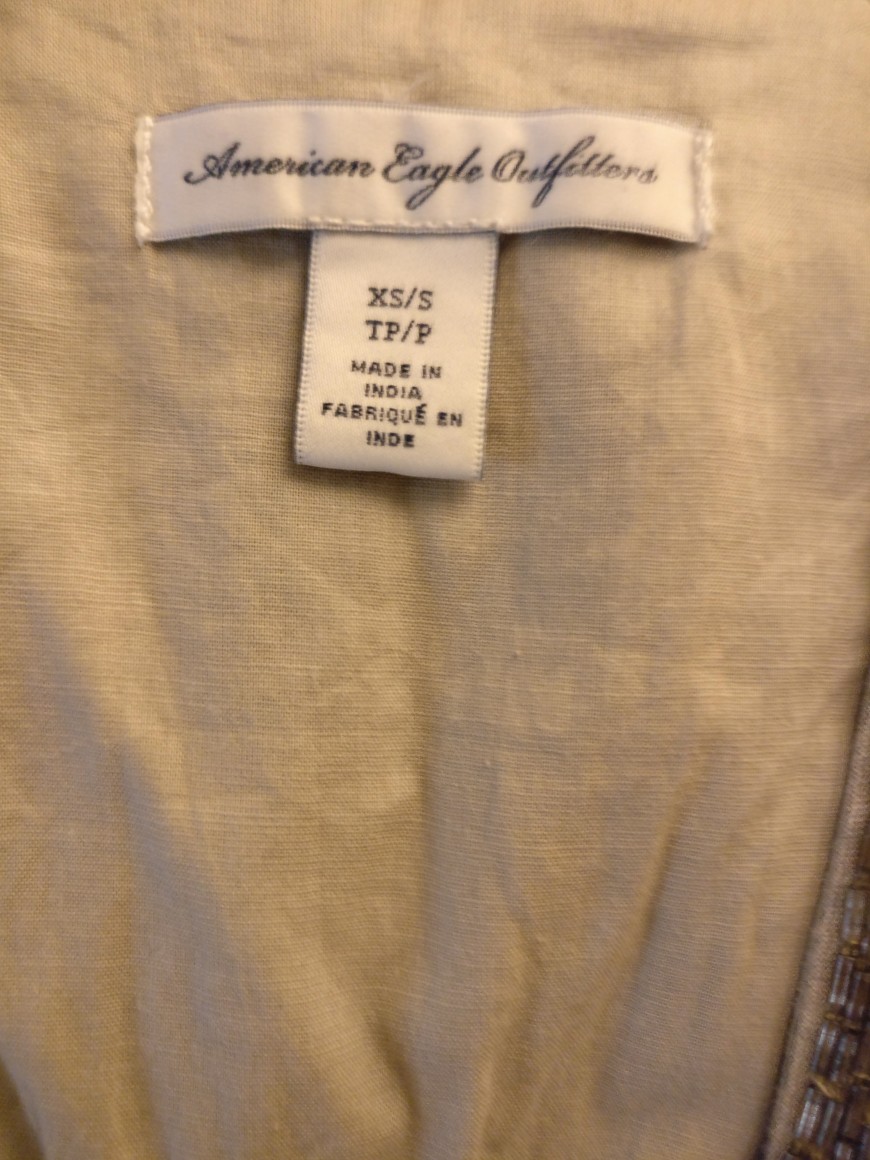 American Eagle Outfitters
XS/S
TP/P
MADE IN
INDIA
FABRIQUÉ EN
INDE